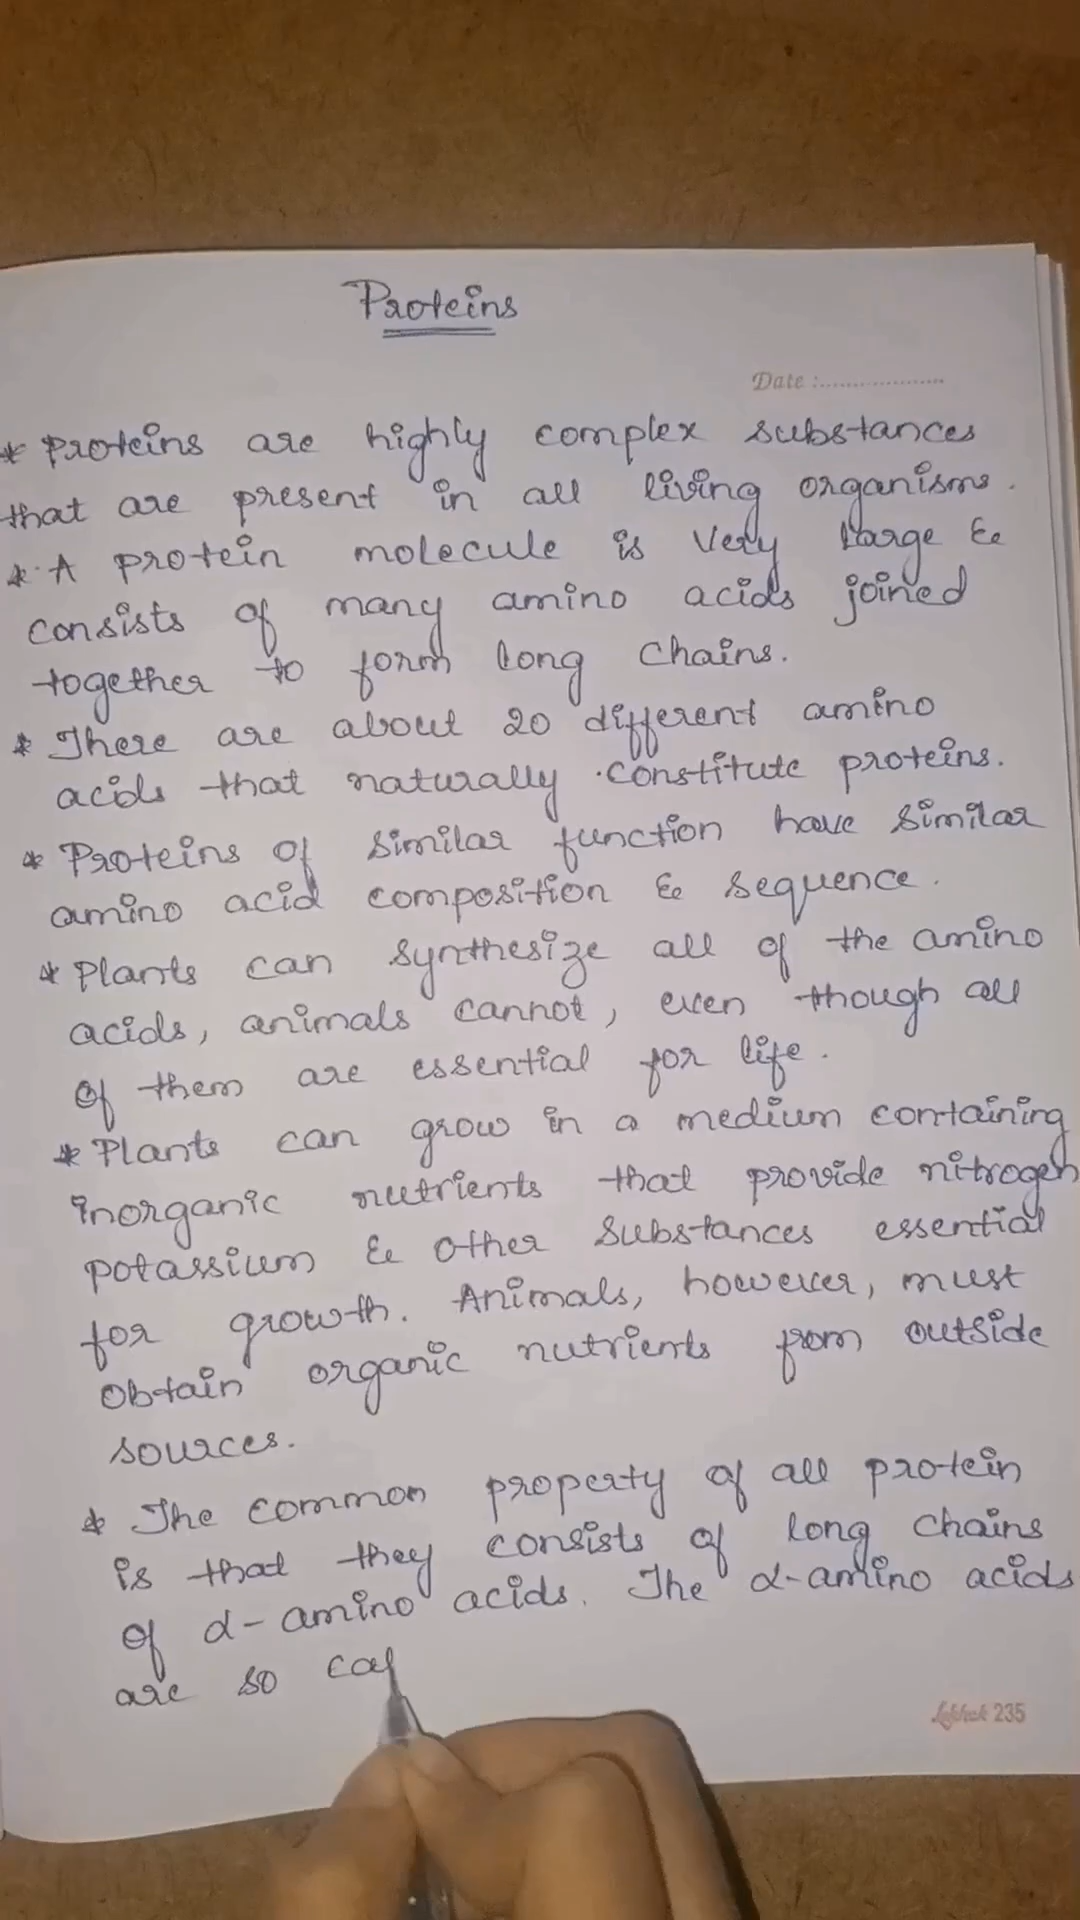 Proteins
Date :....................
* Proteins are highly complex substances
that are present in all living organisms.
* A protein molecule is very large &
consists of many amino acids joined
together to form long chains.
* There are about 20 different amino
acids that naturally constitute proteins.
* Proteins of similar function have similar
amino acid composition & sequence.
* Plants can synthesize all of the amino
acids, animals cannot, even though all
of them are essential for life.
* Plants can grow in a medium containing
inorganic nutrients that provide nitrogen
potassium & other substances essential
for growth. Animals, however, must
obtain organic nutrients from outside
sources.
* The common property of all protein
is that they consists of long chains
of α-amino acids. The α-amino acids
are so cal
235